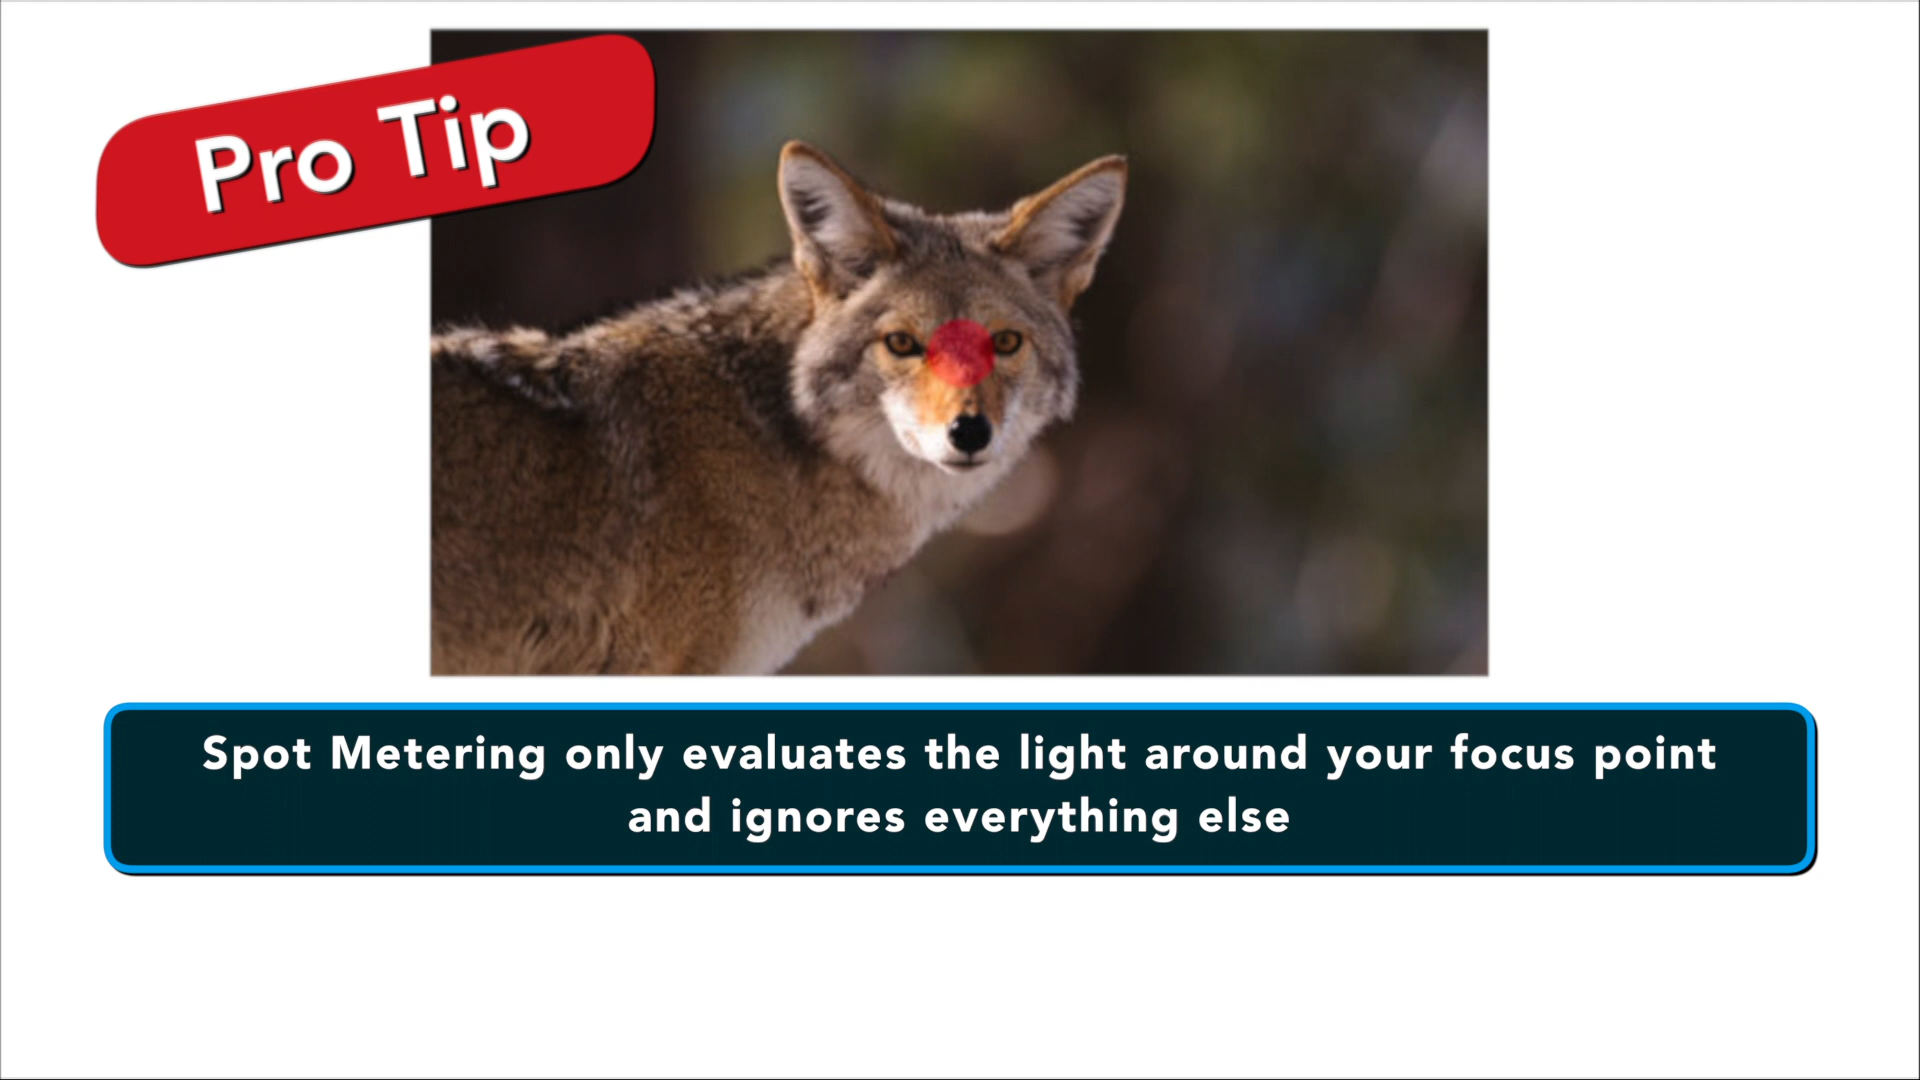 Pro Tip
Spot Metering only evaluates the light around your focus point
and ignores everything else